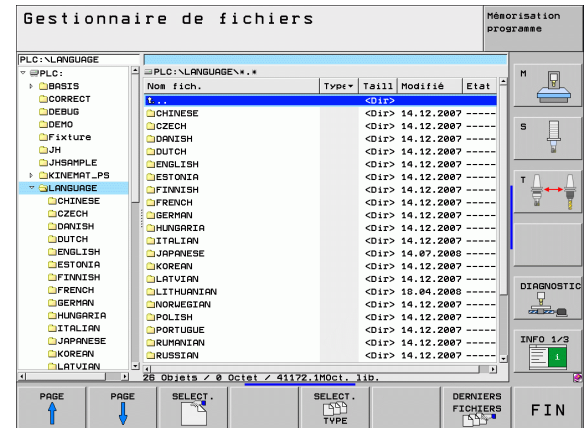 Gestionnaire de fichiers
Mémorisation
programme
PLC:\LANGUAGE
PLC:
BASIS
CORRECT
DEBUG
DEMO
Fixture
JH
JHSAMPLE
KINEMAT_PS
LANGUAGE
CHINESE
CZECH
DANISH
DUTCH
ENGLISH
ESTONIA
FINNISH
FRENCH
GERMAN
HUNGARIA
ITALIAN
JAPANESE
KOREAN
LATVIAN
PLC:\LANGUAGE\*.*
Nom fich. Type Taill Modifié Etat
... <Dir>
CHINESE <Dir> 14.12.2007 -----
CZECH <Dir> 14.12.2007 -----
DANISH <Dir> 14.12.2007 -----
DUTCH <Dir> 14.12.2007 -----
ENGLISH <Dir> 14.12.2007 -----
ESTONIA <Dir> 14.12.2007 -----
FINNISH <Dir> 14.12.2007 -----
FRENCH <Dir> 14.12.2007 -----
GERMAN <Dir> 14.12.2007 -----
HUNGARIA <Dir> 14.12.2007 -----
ITALIAN <Dir> 14.12.2007 -----
JAPANESE <Dir> 14.07.2008 -----
KOREAN <Dir> 14.12.2007 -----
LATVIAN <Dir> 14.12.2007 -----
LITHUANIAN <Dir> 18.04.2008 -----
NORWEGIAN <Dir> 14.12.2007 -----
POLISH <Dir> 14.12.2007 -----
PORTUGUE <Dir> 14.12.2007 -----
RUMANIAN <Dir> 14.12.2007 -----
RUSSIAN <Dir> 14.12.2007 -----
26 Objets / 0 Octet / 41172.1MOct. lib.
M
S
T
DIAGNOSTIC
INFO 1/3
i
PAGE
PAGE
SELECT.
SELECT.
TYPE
DERNIERS
FICHIERS
FIN